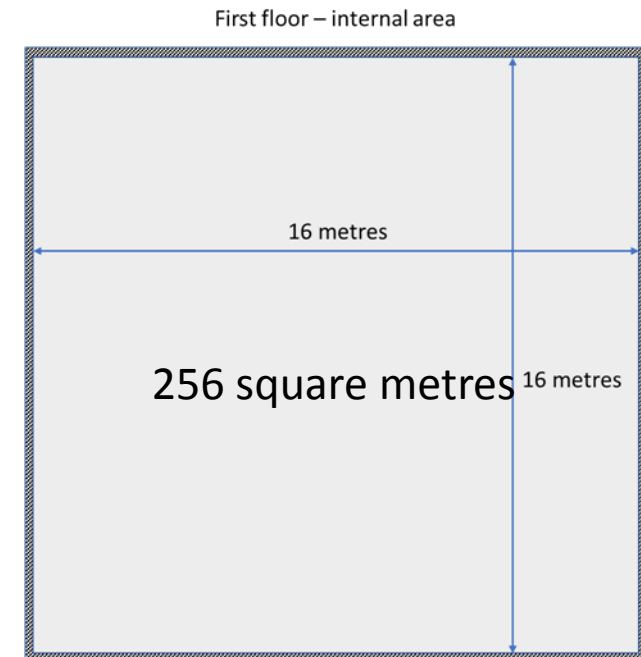 First floor – internal area
16 metres
256 square metres
16 metres